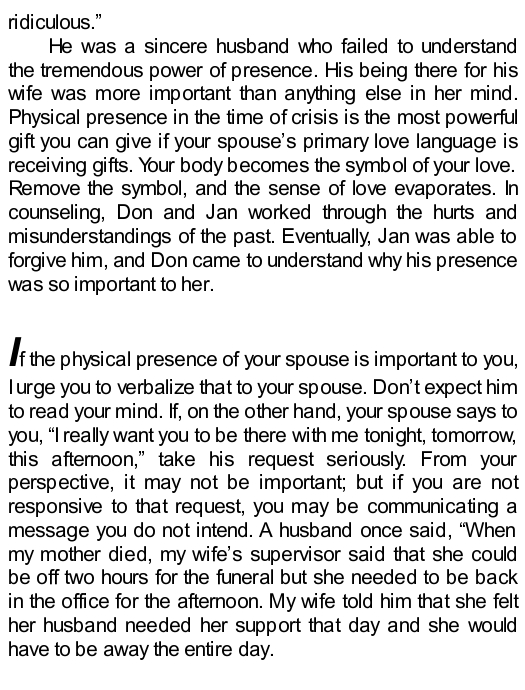 ridiculous.”
He was a sincere husband who failed to understand
the tremendous power of presence. His being there for his
wife was more important than anything else in her mind.
Physical presence in the time of crisis is the most powerful
gift you can give if your spouse’s primary love language is
receiving gifts. Your body becomes the symbol of your love.
Remove the symbol, and the sense of love evaporates. In
counseling, Don and Jan worked through the hurts and
misunderstandings of the past. Eventually, Jan was able to
forgive him, and Don came to understand why his presence
was so important to her.
If the physical presence of your spouse is important to you,
I urge you to verbalize that to your spouse. Don’t expect him
to read your mind. If, on the other hand, your spouse says to
you, “I really want you to be there with me tonight, tomorrow,
this afternoon,” take his request seriously. From your
perspective, it may not be important; but if you are not
responsive to that request, you may be communicating a
message you do not intend. A husband once said, “When
my mother died, my wife’s supervisor said that she could
be off two hours for the funeral but she needed to be back
in the office for the afternoon. My wife told him that she felt
her husband needed her support that day and she would
have to be away the entire day.